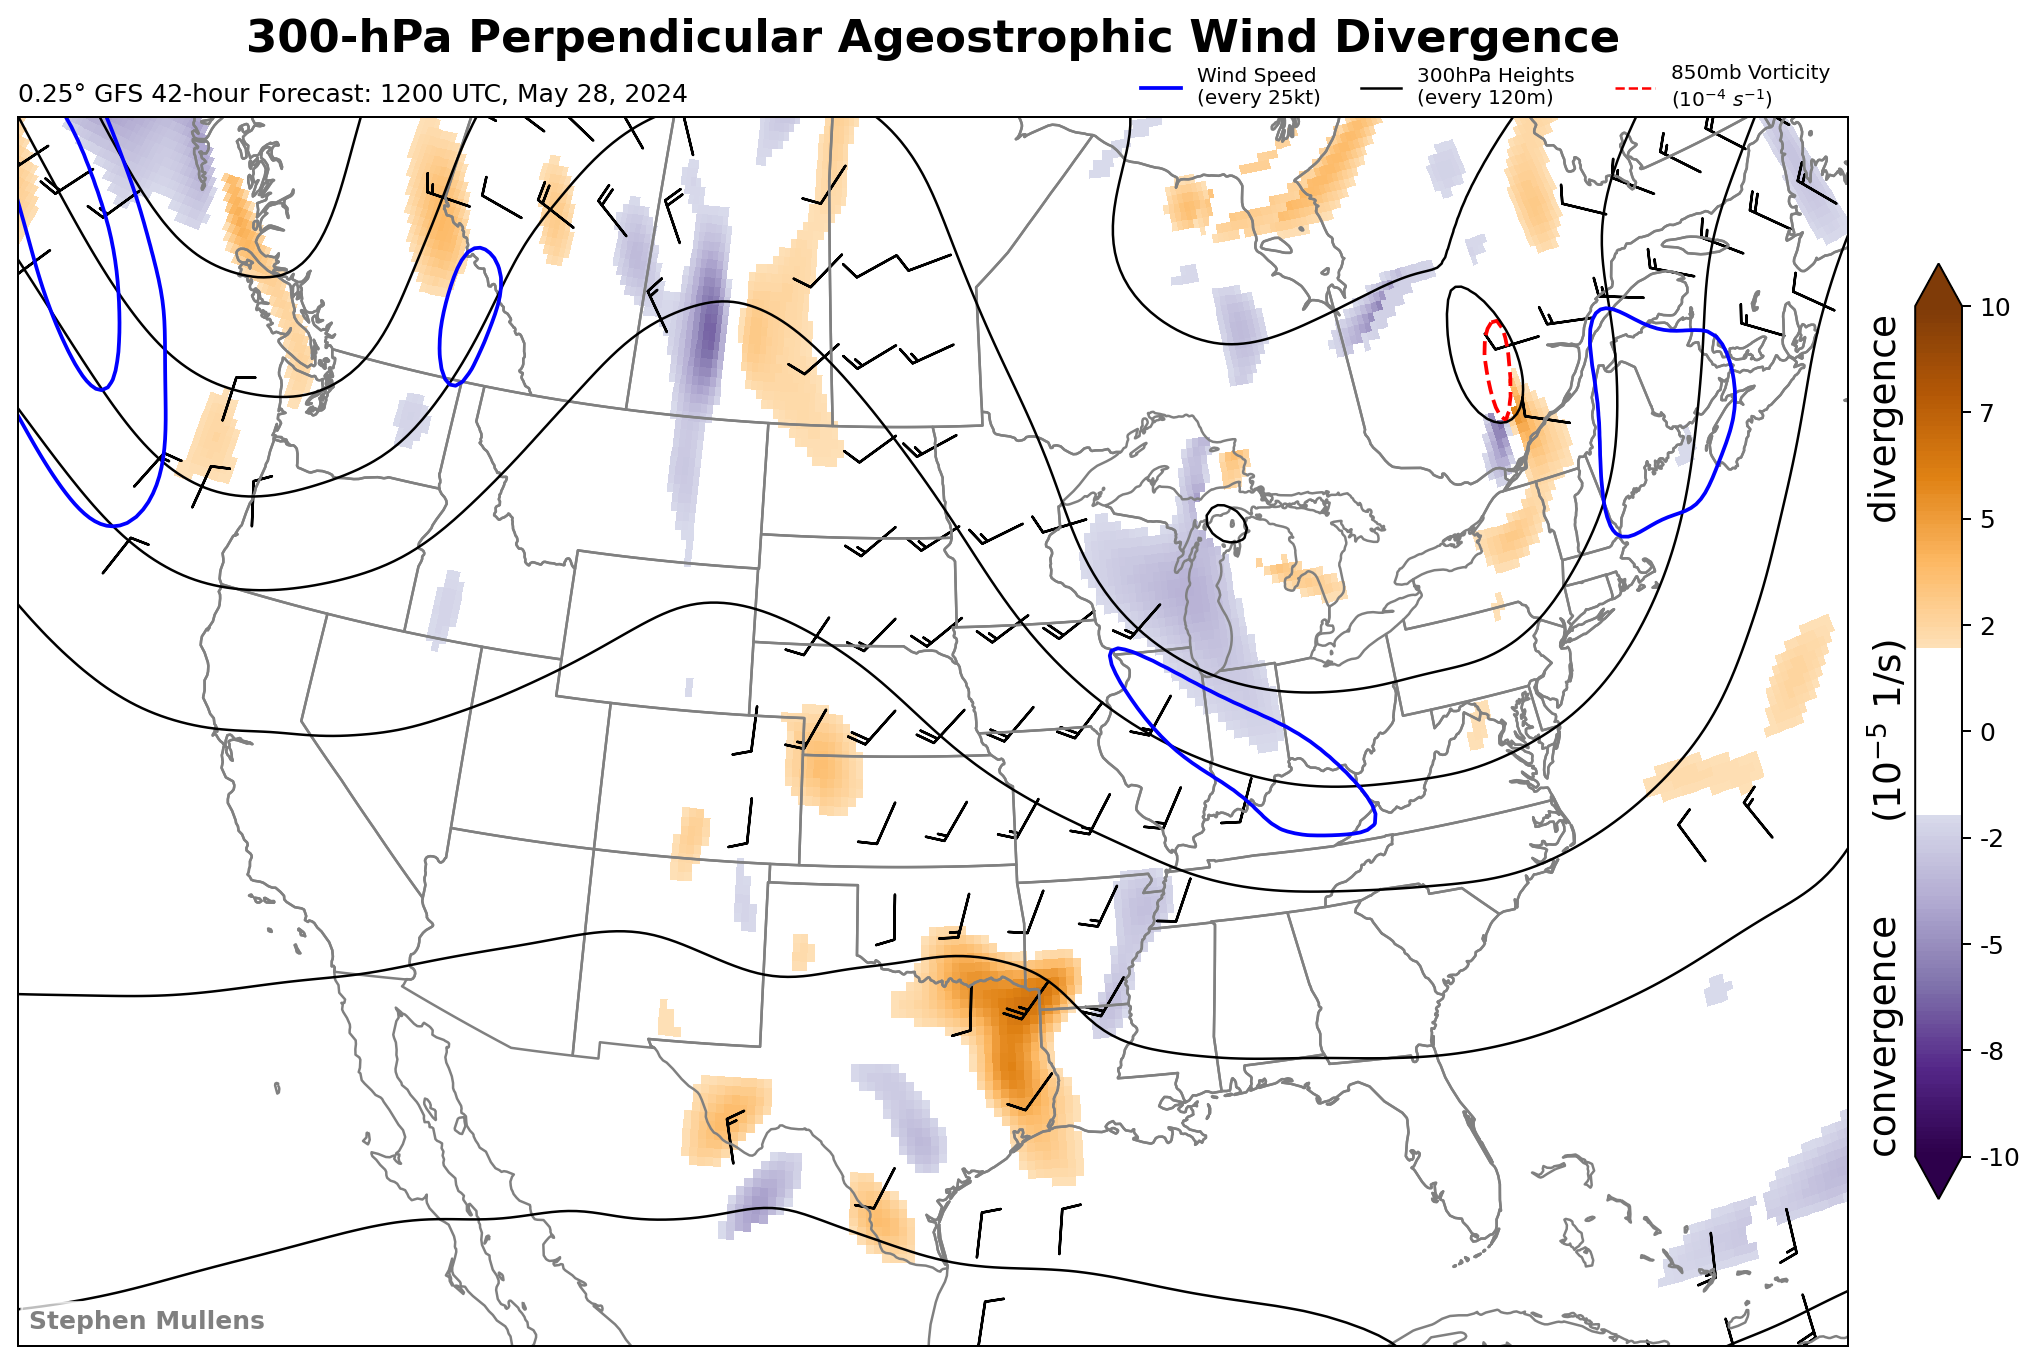 300-hPa Perpendicular Ageostrophic Wind Divergence
0.25° GFS 42-hour Forecast: 1200 UTC, May 28, 2024
Wind Speed
(every 25kt)
300hPa Heights
(every 120m)
850mb Vorticity
(10⁻⁴ s⁻¹)
convergence (10⁻⁵ 1/s) divergence
10
7
5
2
0
-2
-5
-8
-10
Stephen Mullens